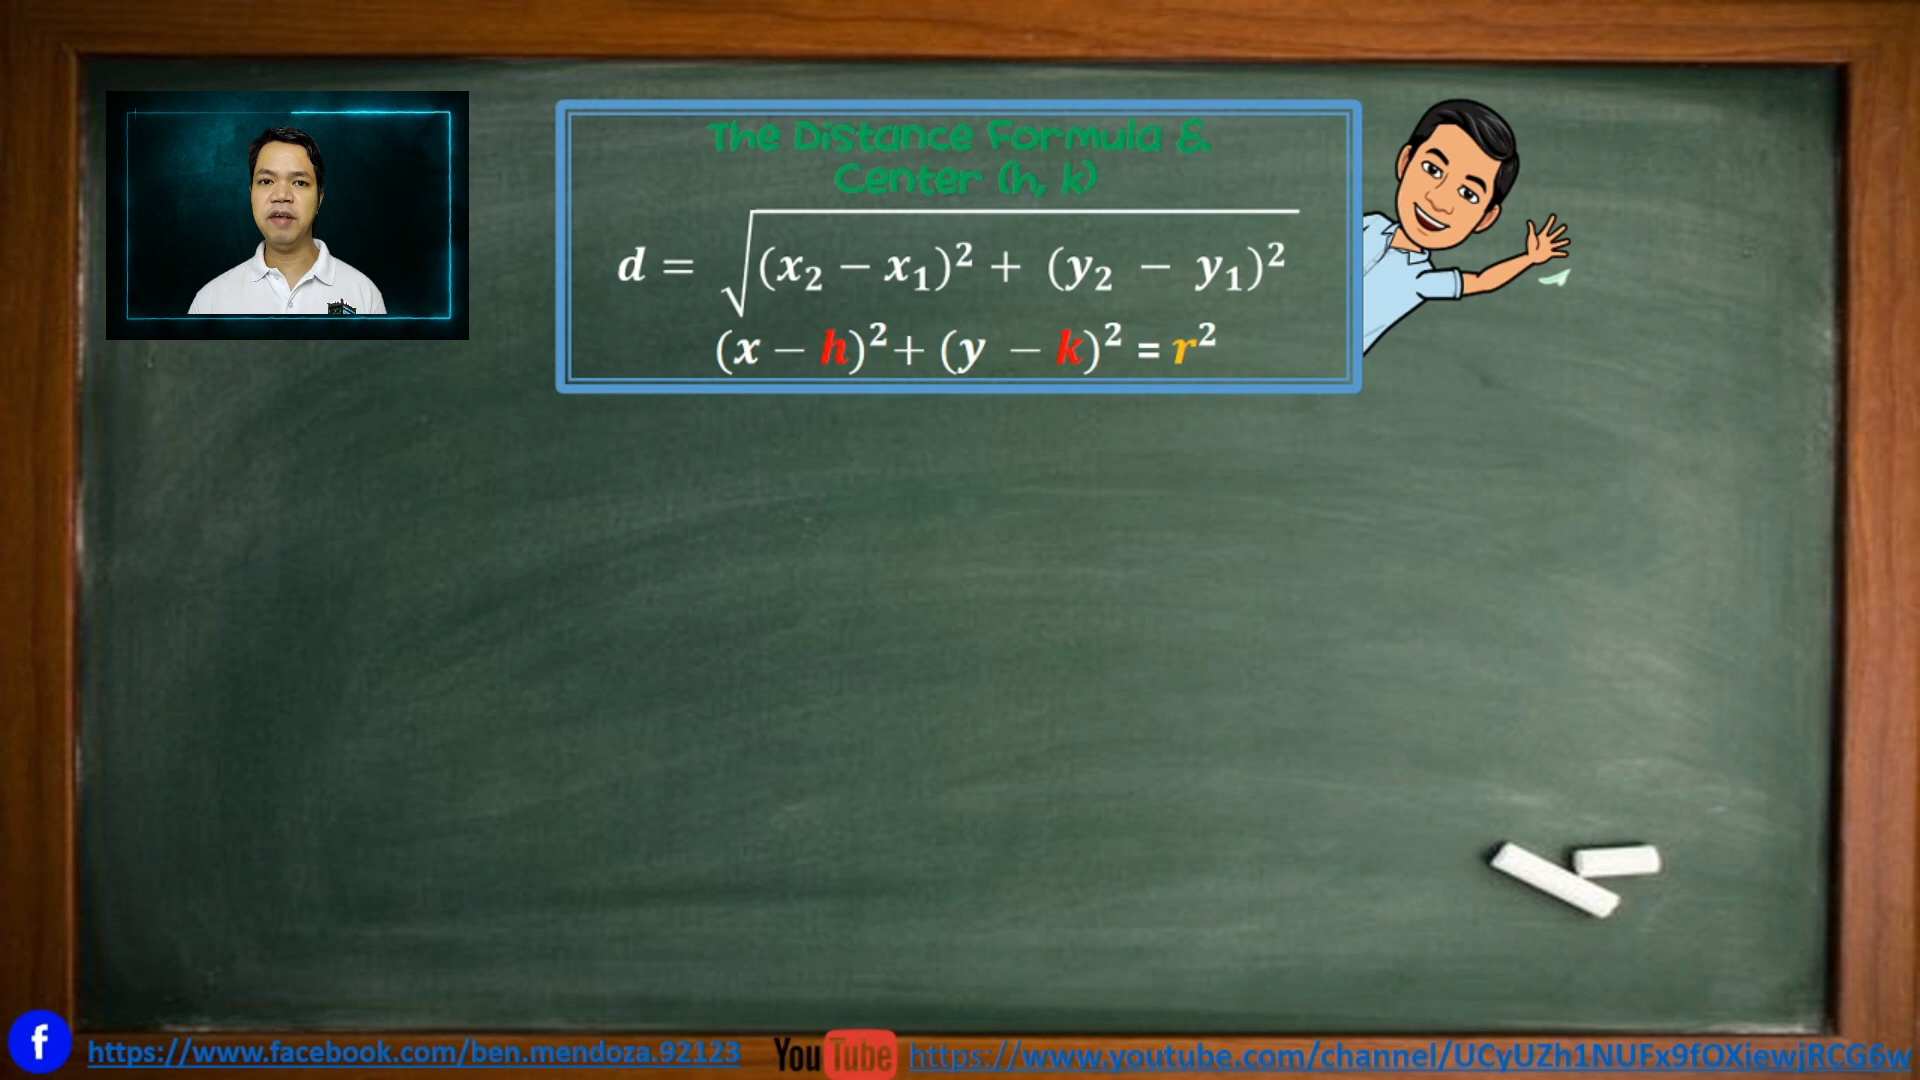 The Distance Formula &
Center (h, k)
d = √(x₂ − x₁)² + (y₂ − y₁)²
(x − h)² + (y − k)² = r²
f https://www.facebook.com/ben.mendoza.92123 YouTube https://www.youtube.com/channel/UCyUZh1NUFx9fOXiewjRCG6w